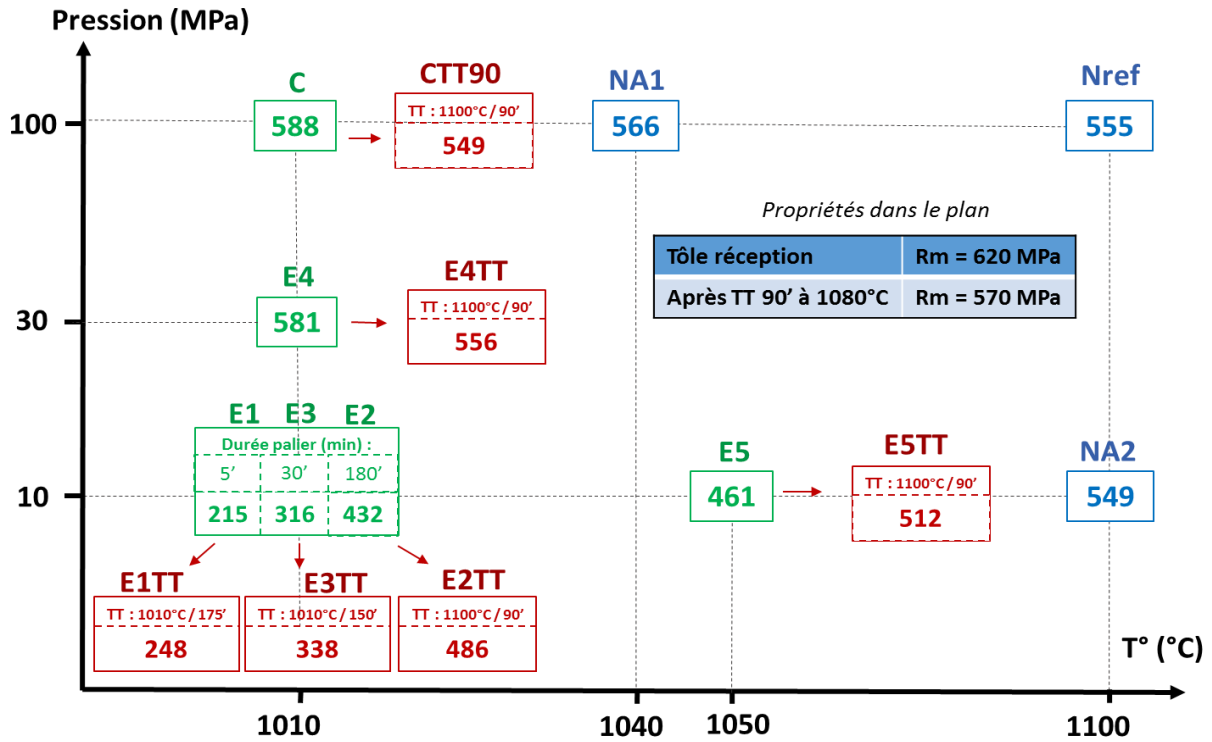 Pression (MPa)
C
CTT90
NA1
Nref
100
588
TT : 1100°C / 90’
549
566
555
Propriétés dans le plan
Tôle réception
Rm = 620 MPa
Après TT 90’ à 1080°C
Rm = 570 MPa
E4
E4TT
30
581
TT : 1100°C / 90’
556
E1
E3
E2
Durée palier (min) :
5’
30’
180’
215
316
432
10
E5
E5TT
NA2
461
TT : 1100°C / 90’
512
549
E1TT
E3TT
E2TT
TT : 1010°C / 175’
TT : 1010°C / 150’
TT : 1100°C / 90’
248
338
486
T° (°C)
1010
1040
1050
1100